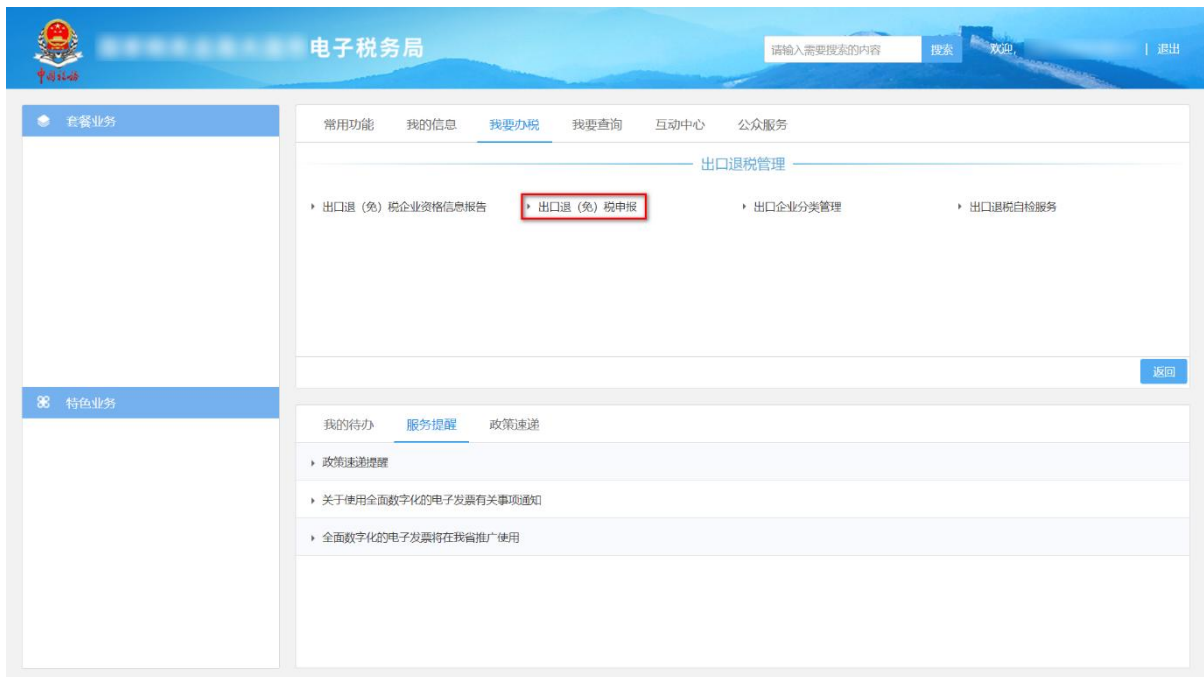 电子税务局
请输入需要搜索的内容 搜索 欢迎, | 退出
中国税务
套餐业务
常用功能 我的信息 我要办税 我要查询 互动中心 公众服务
出口退税管理
出口退（免）税企业资格信息报告 出口退（免）税申报 出口企业分类管理 出口退税自检服务
返回
特色业务
我的待办 服务提醒 政策速递
政策速递提醒
关于使用全面数字化的电子发票有关事项通知
全面数字化的电子发票将在我省推广使用